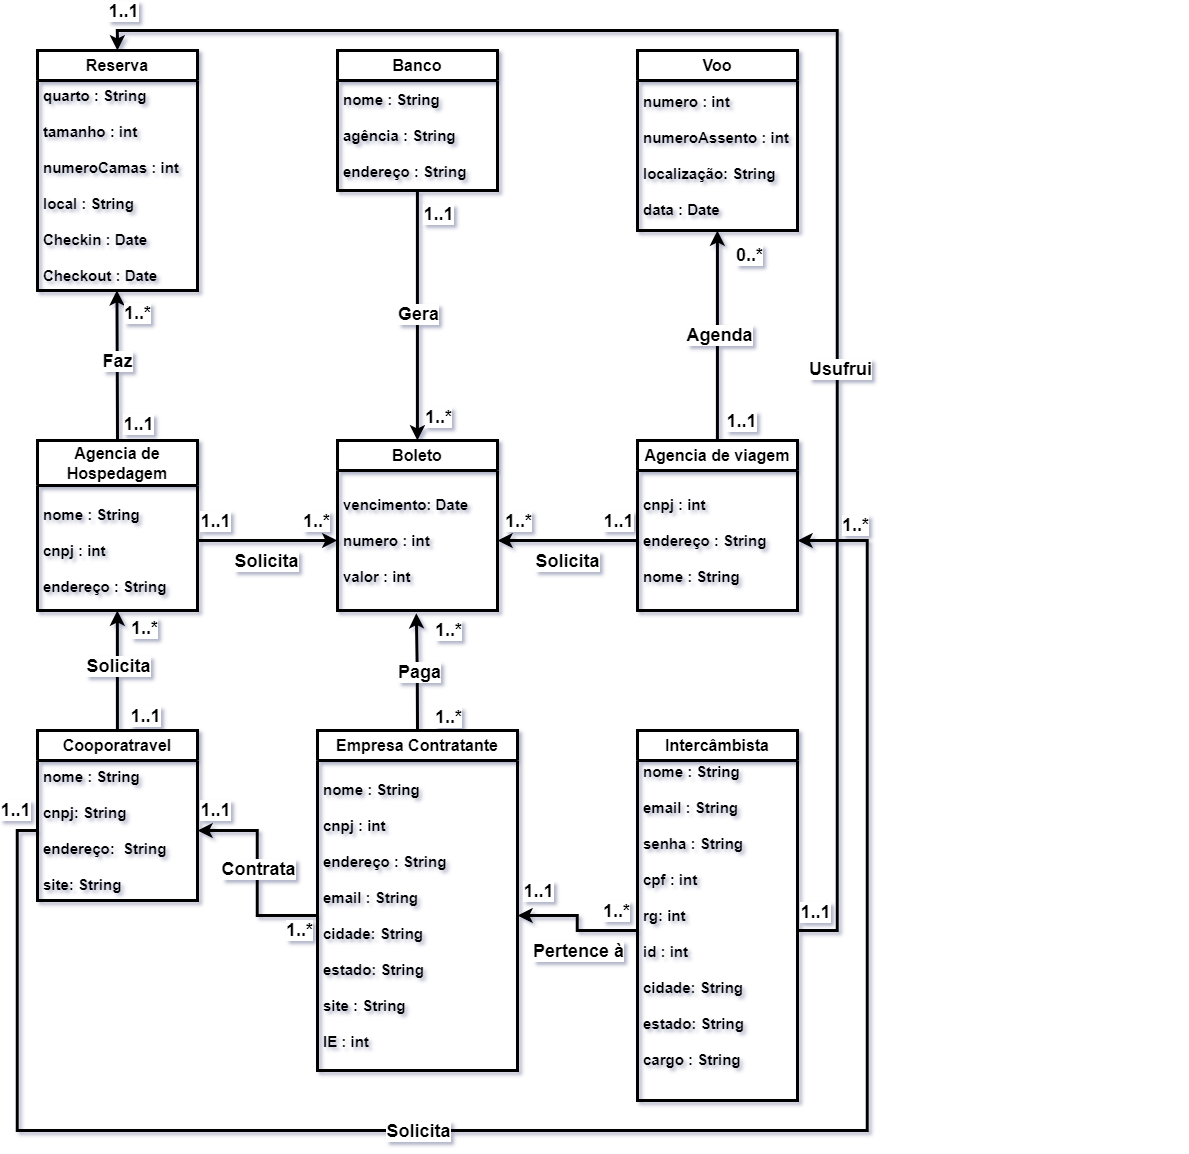 1..1
Reserva
quarto : String
tamanho : int
numeroCamas : int
local : String
Checkin : Date
Checkout : Date
Banco
nome : String
agência : String
endereço : String
1..1
Voo
numero : int
numeroAssento : int
localização: String
data : Date
0..*
1..*
Faz
1..1
Gera
1..*
Agenda
1..1
Usufrui
Agencia de
Hospedagem
nome : String
cnpj : int
endereço : String
1..1
1..*
Solicita
Boleto
vencimento: Date
numero : int
valor : int
1..*
1..1
Solicita
Agencia de viagem
cnpj : int
endereço : String
nome : String
1..*
1..*
Solicita
1..1
1..*
Paga
1..*
Cooporatravel
nome : String
cnpj: String
endereço: String
site: String
1..1
1..1
Contrata
1..*
Empresa Contratante
nome : String
cnpj : int
endereço : String
email : String
cidade: String
estado: String
site : String
IE : int
1..1
1..*
Pertence à
Intercâmbista
nome : String
email : String
senha : String
cpf : int
rg: int
id : int
cidade: String
estado: String
cargo : String
1..1
Solicita